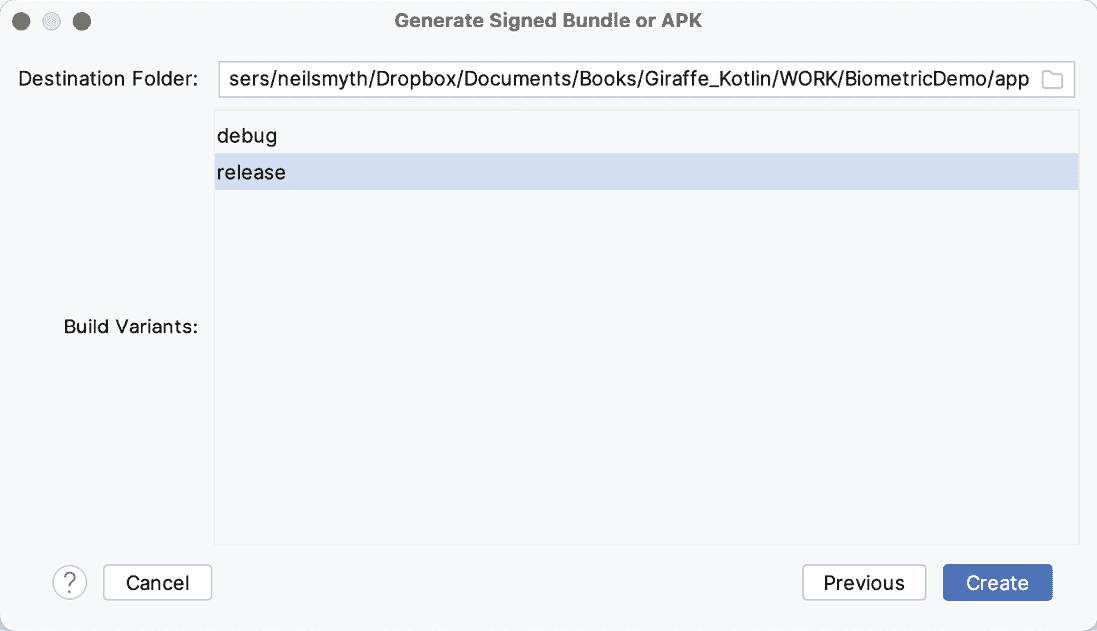 Generate Signed Bundle or APK
Destination Folder: sers/neilsmyth/Dropbox/Documents/Books/Giraffe_Kotlin/WORK/BiometricDemo/app
debug
release
Build Variants:
? Cancel Previous Create